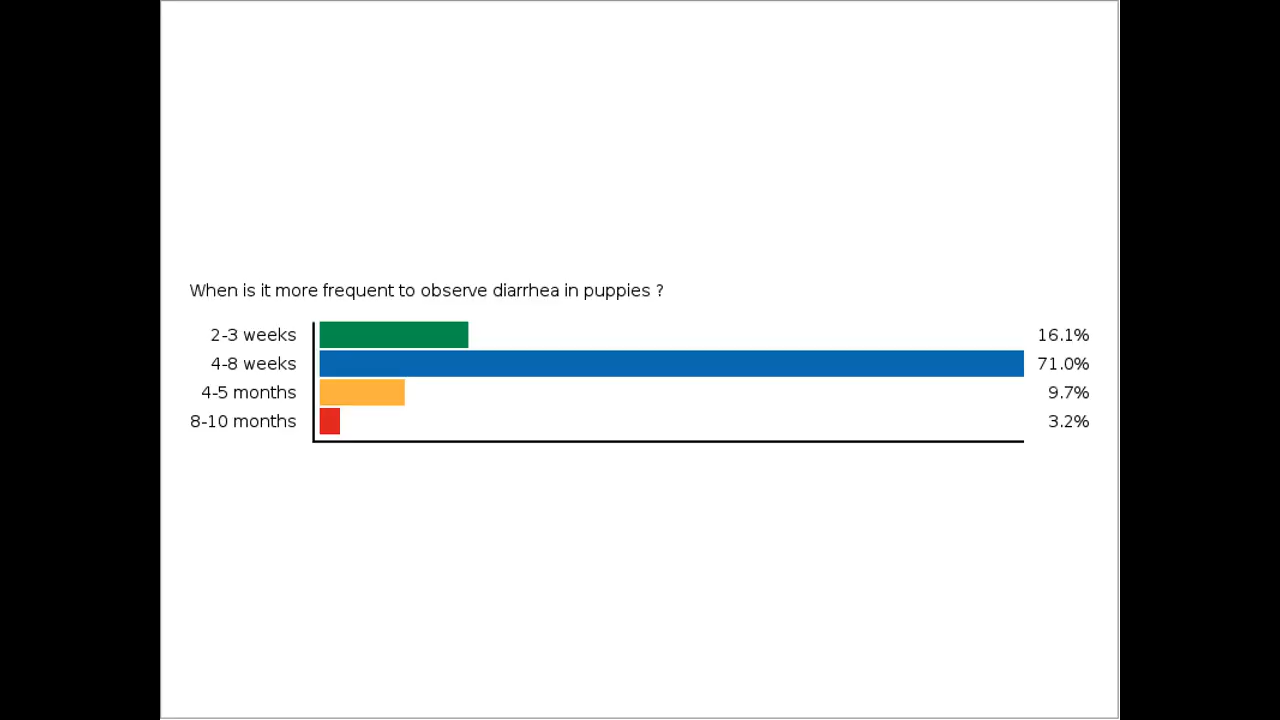 When is it more frequent to observe diarrhea in puppies ?
2-3 weeks 16.1%
4-8 weeks 71.0%
4-5 months 9.7%
8-10 months 3.2%